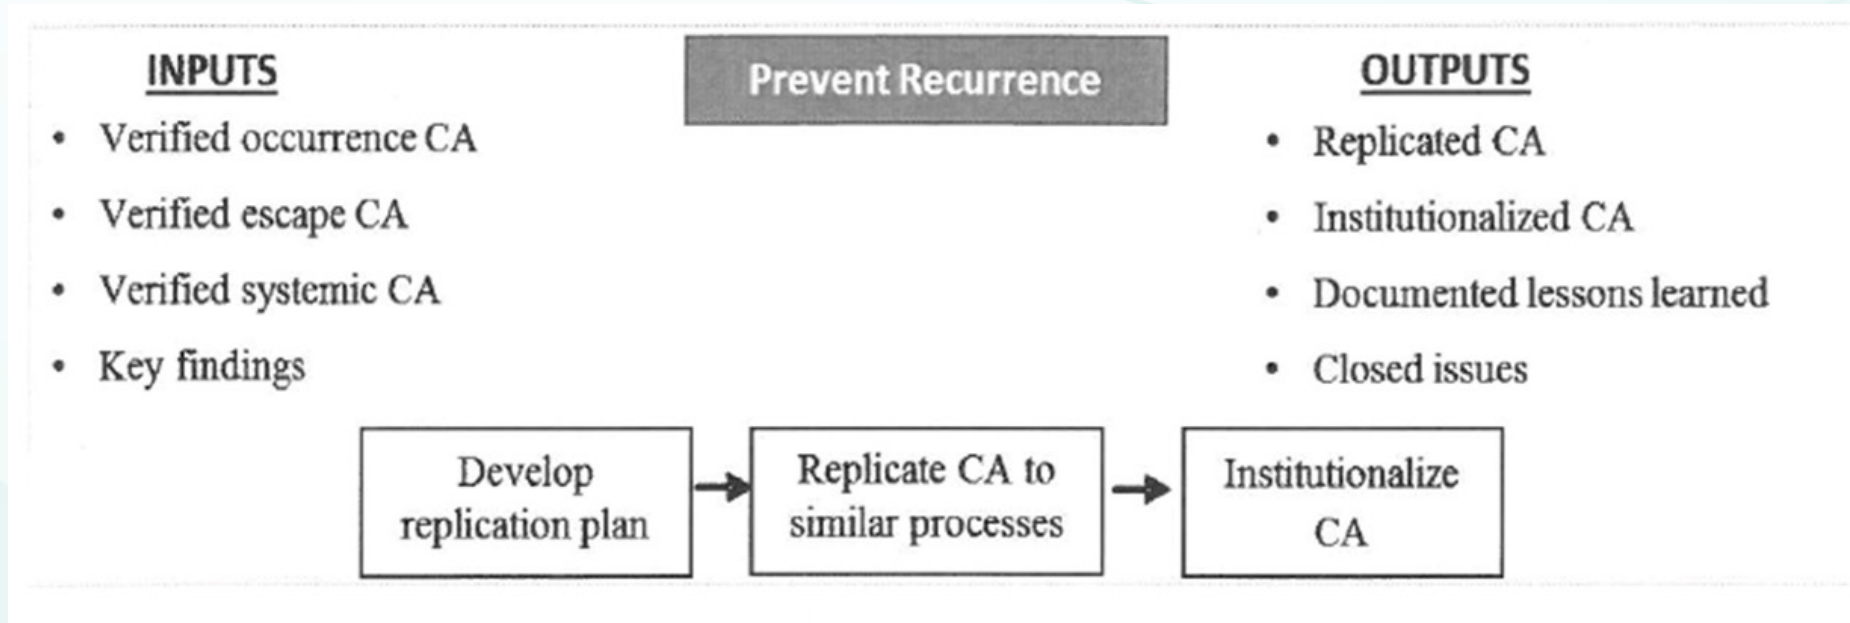 INPUTS
• Verified occurrence CA
• Verified escape CA
• Verified systemic CA
• Key findings
Prevent Recurrence
OUTPUTS
• Replicated CA
• Institutionalized CA
• Documented lessons learned
• Closed issues
Develop
replication plan
Replicate CA to
similar processes
Institutionalize
CA